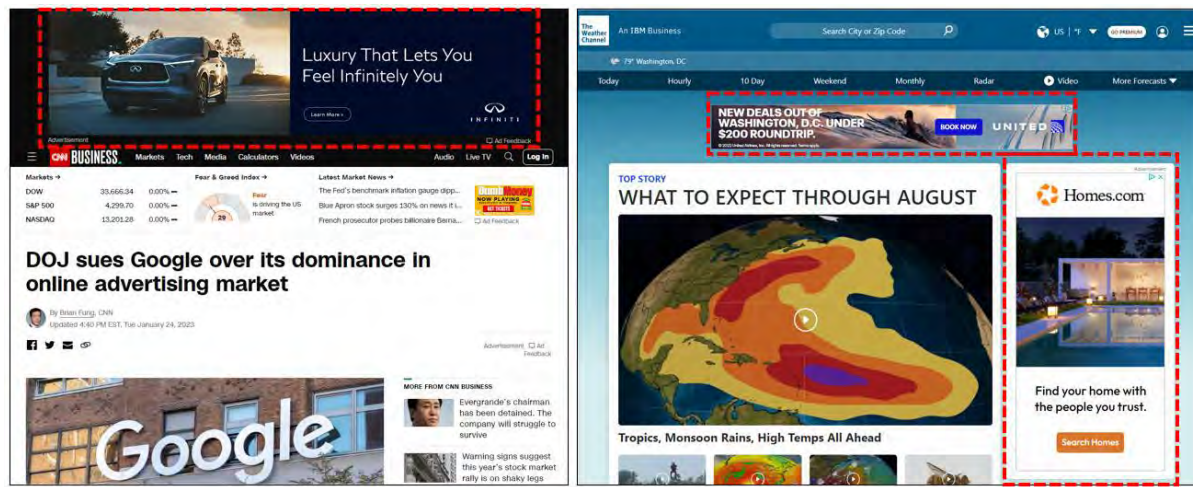 Luxury That Lets You
Feel Infinitely You
Learn More
INFINITI
Advertisement
Ad Feedback
CNN BUSINESS
Markets Tech Media Calculators Videos
Audio Live TV
Log In
Markets →
DOW 33,666.34 0.00%
S&P 500 4,299.70 0.00%
NASDAQ 13,201.28 0.00%
Fear & Greed Index →
29
Fear
is driving the US
market
Latest Market News →
The Fed's benchmark inflation gauge dipp...
Blue Apron stock surges 130% on news it i...
French prosecutor probes billionaire Berna...
Dumb Money
NOW PLAYING
GET TICKETS
Ad Feedback
DOJ sues Google over its dominance in
online advertising market
By Brian Fung, CNN
Updated 4:40 PM EST, Tue January 24, 2023
Advertisement
Ad
Feedback
Google
MORE FROM CNN BUSINESS
Evergrande's chairman
has been detained. The
company will struggle to
survive
Warning signs suggest
this year's stock market
rally is on shaky legs
The
Weather
Channel
An IBM Business
Search City or Zip Code
US | °F
GO PREMIUM
79° Washington, DC
Today Hourly 10 Day Weekend Monthly Radar Video More Forecasts
NEW DEALS OUT OF
WASHINGTON, D.C. UNDER
$200 ROUNDTRIP.
BOOK NOW
UNITED
TOP STORY
WHAT TO EXPECT THROUGH AUGUST
Tropics, Monsoon Rains, High Temps All Ahead
Advertisement
Homes.com
Find your home with
the people you trust.
Search Homes